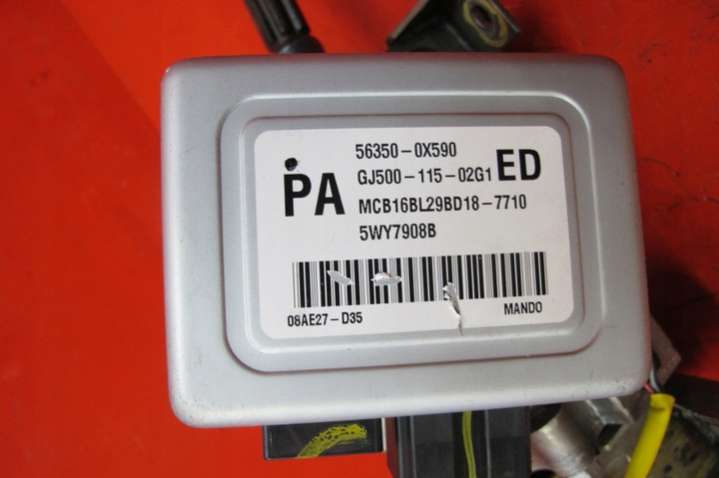 56350-0X590
PA GJ500-115-02G1 ED
MCB16BL29BD18-7710
5WY7908B
08AE27-D35 MANDO